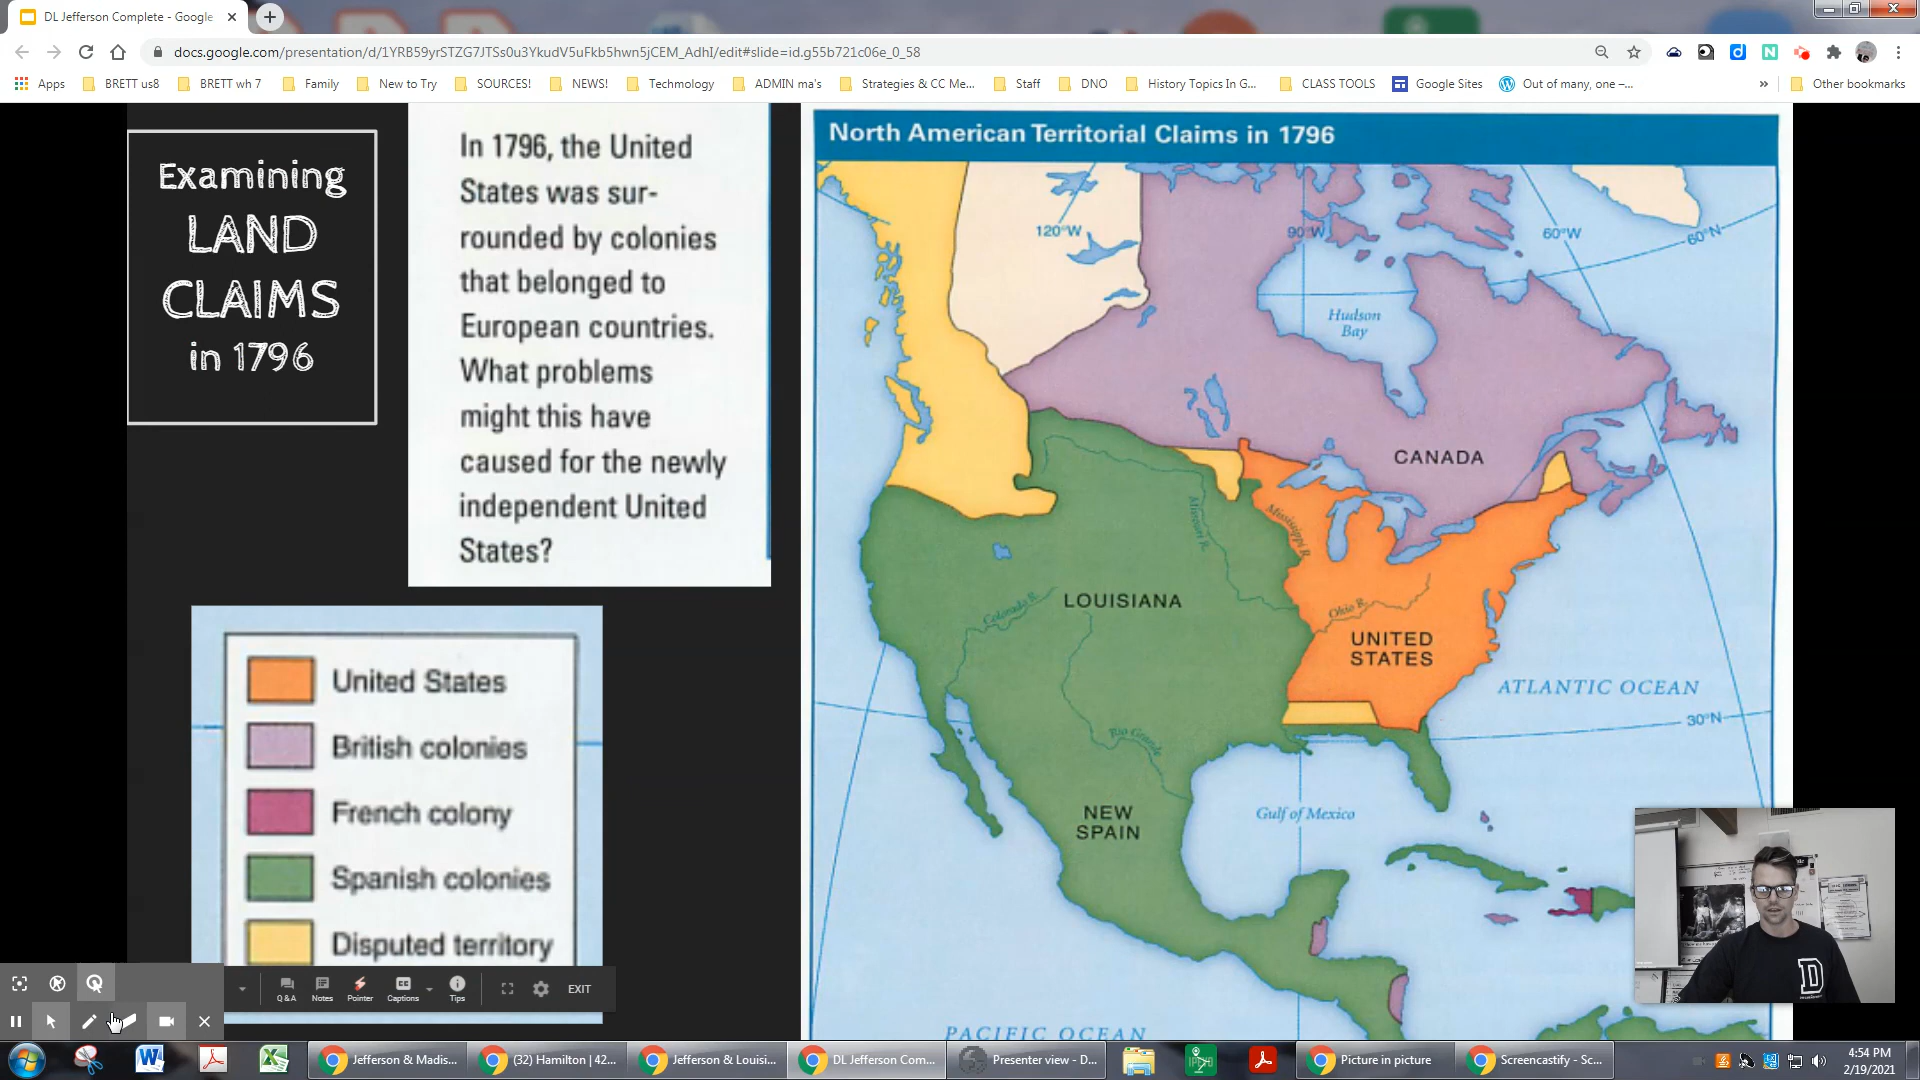 DL Jefferson Complete - Google
docs.google.com/presentation/d/1YRB59yrSTZG7JTSs0u3YkudV5uFkb5hwn5jCEM_AdhI/edit#slide=id.g55b721c06e_0_58
Apps BRETT us8 BRETT wh 7 Family New to Try SOURCES! NEWS! Techmology ADMIN ma's Strategies & CC Me... Staff DNO History Topics In G... CLASS TOOLS Google Sites Out of many, one –... » Other bookmarks
Examining
LAND
CLAIMS
in 1796
In 1796, the United
States was sur-
rounded by colonies
that belonged to
European countries.
What problems
might this have
caused for the newly
independent United
States?
United States
British colonies
French colony
Spanish colonies
Disputed territory
North American Territorial Claims in 1796
120°W
90°W
60°W
60°N
Hudson
Bay
CANADA
Missouri R.
Mississippi R.
LOUISIANA
Colorado R.
Ohio R.
UNITED
STATES
ATLANTIC OCEAN
30°N
Rio Grande
NEW
SPAIN
Gulf of Mexico
PACIFIC OCEAN
D
Q & A Notes Pointer Captions Tips EXIT
Jefferson & Madis... (32) Hamilton | 42... Jefferson & Louisi... DL Jefferson Com... Presenter view - D... Picture in picture Screencastify - Sc...
4:54 PM
2/19/2021